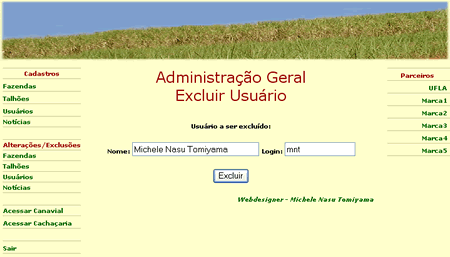 Cadastros
Fazendas
Talhões
Usuários
Notícias
Alterações/Exclusões
Fazendas
Talhões
Usuários
Notícias
Acessar Canavial
Acessar Cachaçaria
Sair
Administração Geral
Excluir Usuário
Usuário a ser excluído:
Nome: Michele Nasu Tomiyama Login: mnt
Excluir
Webdesigner - Michele Nasu Tomiyama
Parceiros
UFLA
Marca1
Marca2
Marca3
Marca4
Marca5